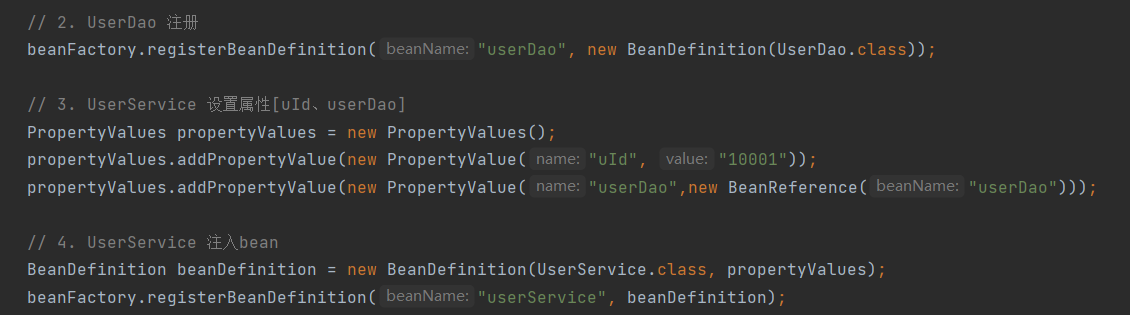 // 2. UserDao 注册
beanFactory.registerBeanDefinition( beanName: "userDao", new BeanDefinition(UserDao.class));
// 3. UserService 设置属性[uId、userDao]
PropertyValues propertyValues = new PropertyValues();
propertyValues.addPropertyValue(new PropertyValue( name: "uId", value: "10001"));
propertyValues.addPropertyValue(new PropertyValue( name: "userDao",new BeanReference( beanName: "userDao")));
// 4. UserService 注入bean
BeanDefinition beanDefinition = new BeanDefinition(UserService.class, propertyValues);
beanFactory.registerBeanDefinition( beanName: "userService", beanDefinition);